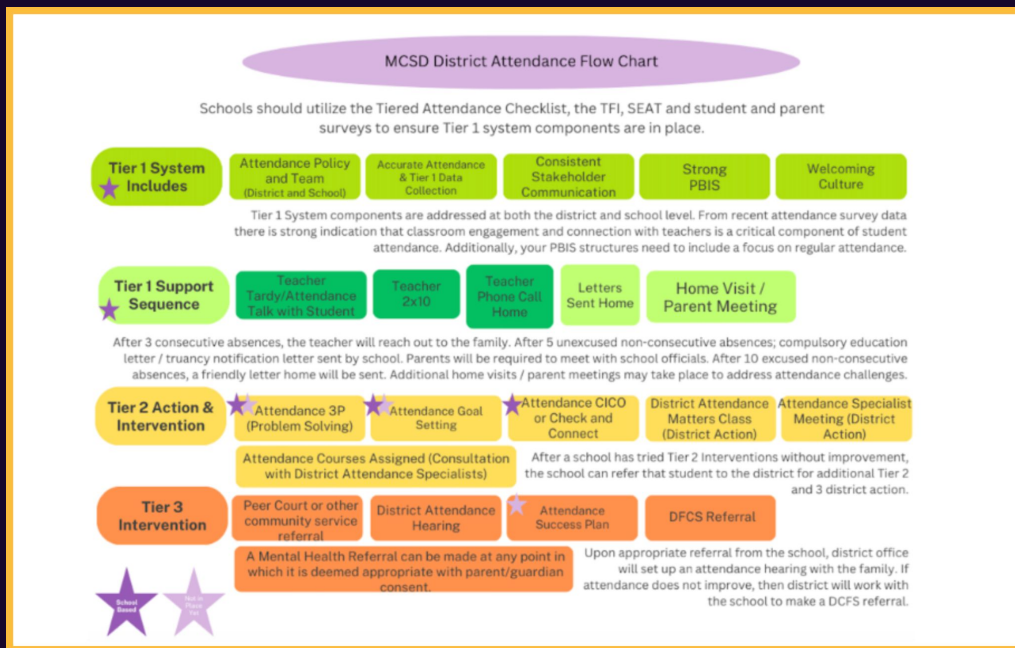 MCSD District Attendance Flow Chart
Schools should utilize the Tiered Attendance Checklist, the TFI, SEAT and student and parent
surveys to ensure Tier 1 system components are in place.
Tier 1 System
Includes
Attendance Policy
and Team
(District and School)
Accurate Attendance
& Tier 1 Data
Collection
Consistent
Stakeholder
Communication
Strong
PBIS
Welcoming
Culture
Tier 1 System components are addressed at both the district and school level. From recent attendance survey data
there is strong indication that classroom engagement and connection with teachers is a critical component of student
attendance. Additionally, your PBIS structures need to include a focus on regular attendance.
Tier 1 Support
Sequence
Teacher
Tardy/Attendance
Talk with Student
Teacher
2x10
Teacher
Phone Call
Home
Letters
Sent Home
Home Visit /
Parent Meeting
After 3 consecutive absences, the teacher will reach out to the family. After 5 unexcused non-consecutive absences; compulsory education
letter / truancy notification letter sent by school. Parents will be required to meet with school officials. After 10 excused non-consecutive
absences, a friendly letter home will be sent. Additional home visits / parent meetings may take place to address attendance challenges.
Tier 2 Action &
Intervention
Attendance 3P
(Problem Solving)
Attendance Goal
Setting
Attendance CICO
or Check and
Connect
District Attendance
Matters Class
(District Action)
Attendance Specialist
Meeting (District
Action)
Attendance Courses Assigned (Consultation
with District Attendance Specialists)
After a school has tried Tier 2 Interventions without improvement,
the school can refer that student to the district for additional Tier 2
and 3 district action.
Tier 3
Intervention
Peer Court or other
community service
referral
District Attendance
Hearing
Attendance
Success Plan
DFCS Referral
A Mental Health Referral can be made at any point in
which it is deemed appropriate with parent/guardian
consent.
Upon appropriate referral from the school, district office
will set up an attendance hearing with the family. If
attendance does not improve, then district will work with
the school to make a DCFS referral.
School
Based
Not in
Place
Yet